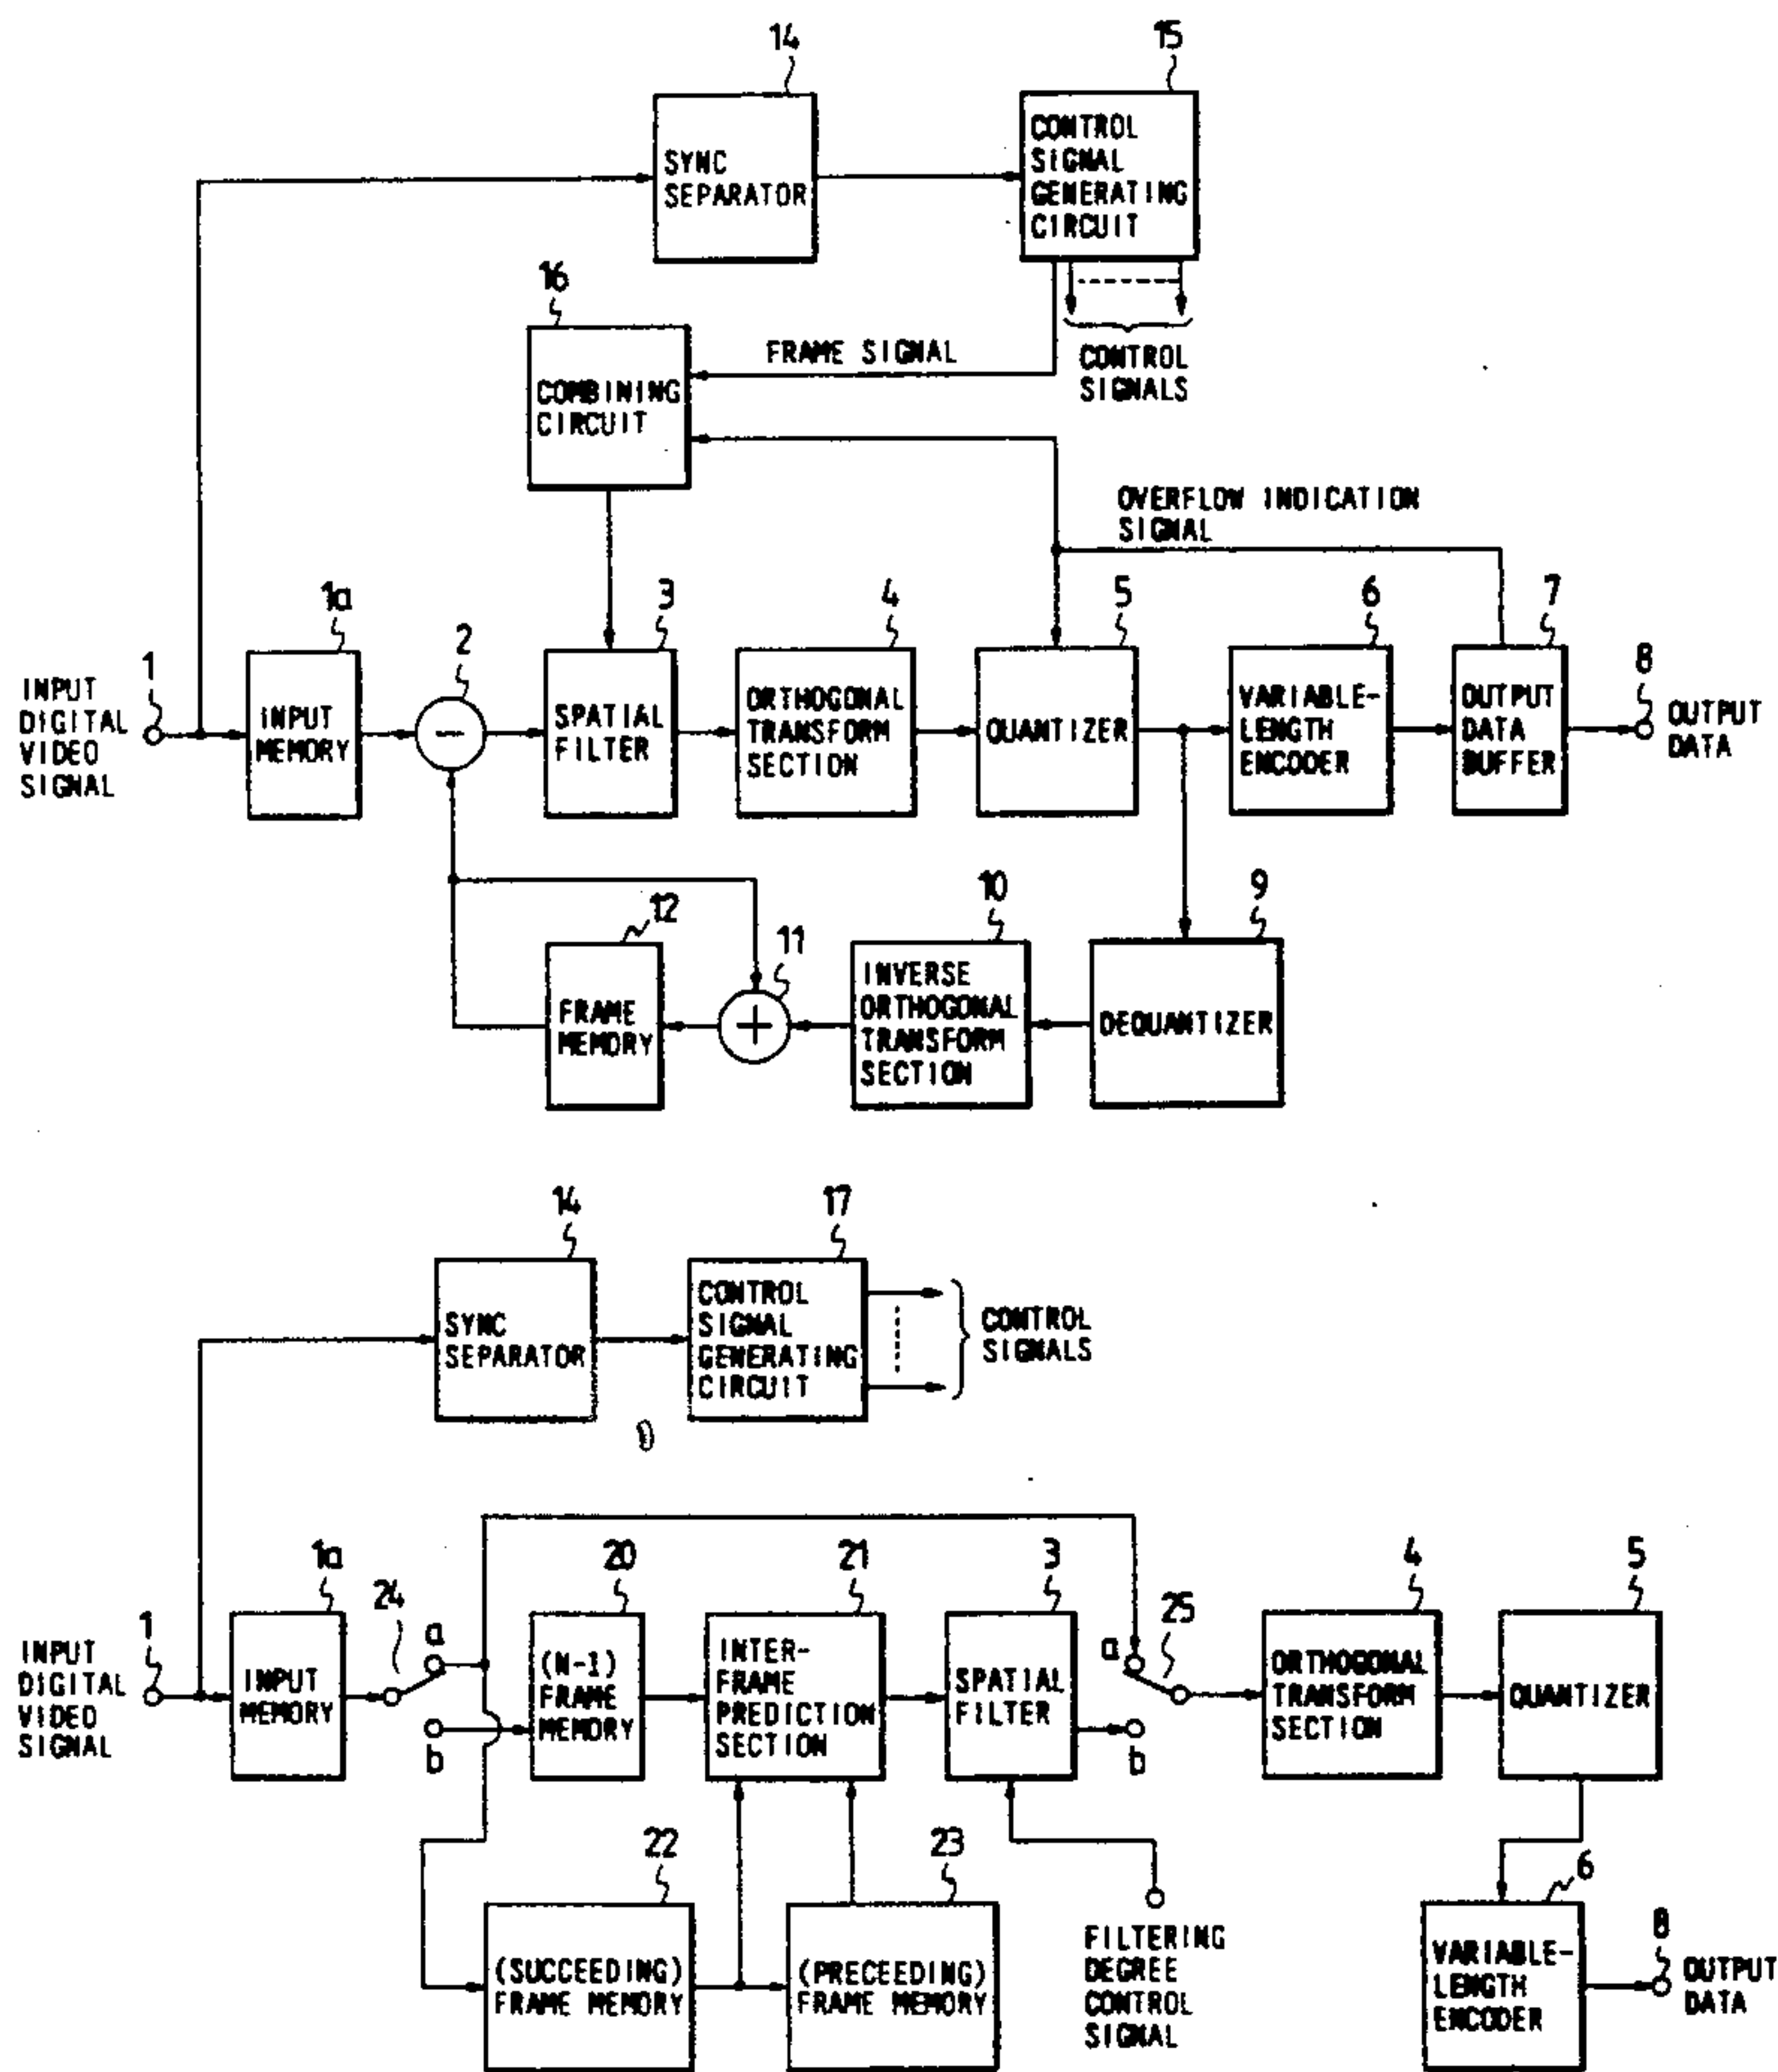 14
15
SYNC
SEPARATOR
CONTROL
SIGNAL
GENERATING
CIRCUIT
16
FRAME SIGNAL
CONTROL
SIGNALS
COMBINING
CIRCUIT
OVERFLOW INDICATION
SIGNAL
1
1a
2
3
4
5
6
7
8
INPUT
DIGITAL
VIDEO
SIGNAL
INPUT
MEMORY
−
SPATIAL
FILTER
ORTHOGONAL
TRANSFORM
SECTION
QUANTIZER
VARIABLE-
LENGTH
ENCODER
OUTPUT
DATA
BUFFER
OUTPUT
DATA
12
11
10
9
FRAME
MEMORY
+
INVERSE
ORTHOGONAL
TRANSFORM
SECTION
DEQUANTIZER
14
17
SYNC
SEPARATOR
CONTROL
SIGNAL
GENERATING
CIRCUIT
CONTROL
SIGNALS
1
1a
24
a
b
20
21
3
a
b
25
4
5
INPUT
DIGITAL
VIDEO
SIGNAL
INPUT
MEMORY
(N-1)
FRAME
MEMORY
INTER-
FRAME
PREDICTION
SECTION
SPATIAL
FILTER
ORTHOGONAL
TRANSFORM
SECTION
QUANTIZER
22
23
6
8
(SUCCEEDING)
FRAME MEMORY
(PRECEEDING)
FRAME MEMORY
FILTERING
DEGREE
CONTROL
SIGNAL
VARIABLE-
LENGTH
ENCODER
OUTPUT
DATA